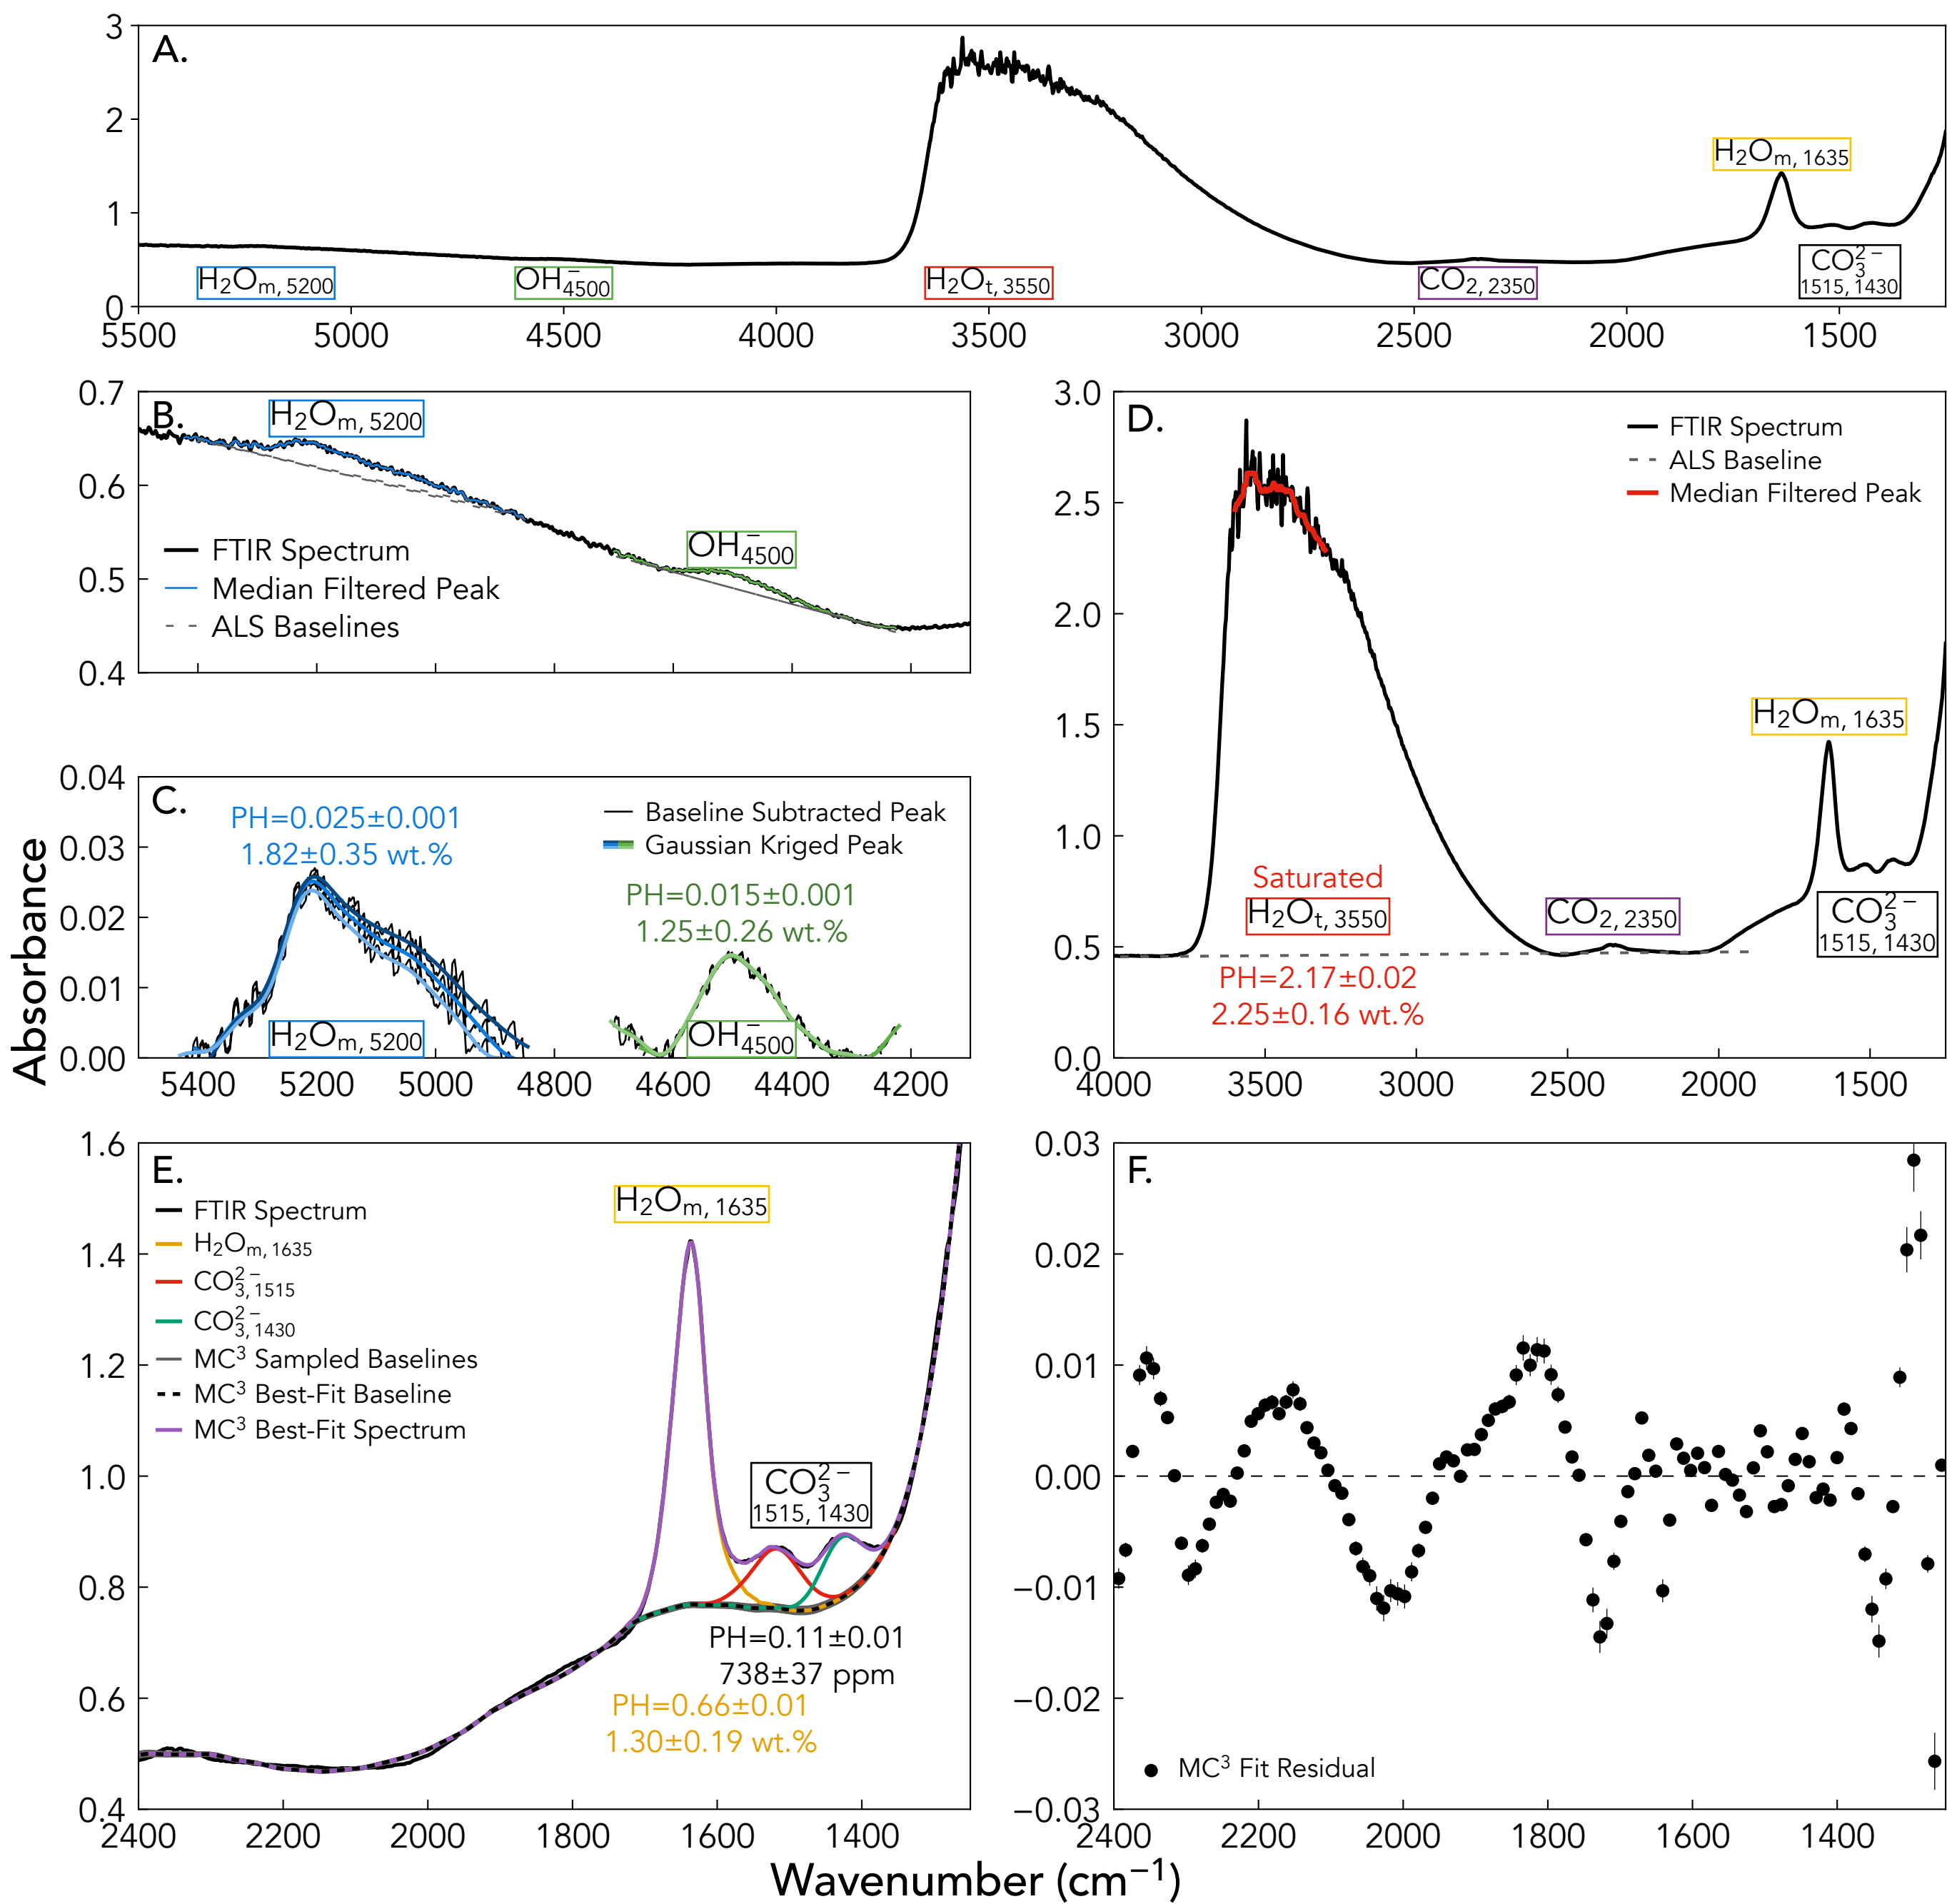 A.
3
2
1
0
H₂Oₘ, ₅₂₀₀
OH⁻₄₅₀₀
H₂Oₜ, ₃₅₅₀
CO₂, ₂₃₅₀
H₂Oₘ, ₁₆₃₅
CO₃²⁻
1515, 1430
5500 5000 4500 4000 3500 3000 2500 2000 1500
B.
0.7
0.6
0.5
0.4
H₂Oₘ, ₅₂₀₀
OH⁻₄₅₀₀
FTIR Spectrum
Median Filtered Peak
ALS Baselines
C.
0.04
0.03
0.02
0.01
0.00
PH=0.025±0.001
1.82±0.35 wt.%
Baseline Subtracted Peak
Gaussian Kriged Peak
PH=0.015±0.001
1.25±0.26 wt.%
H₂Oₘ, ₅₂₀₀
OH⁻₄₅₀₀
5400 5200 5000 4800 4600 4400 4200
D.
3.0
2.5
2.0
1.5
1.0
0.5
0.0
FTIR Spectrum
ALS Baseline
Median Filtered Peak
H₂Oₘ, ₁₆₃₅
Saturated
H₂Oₜ, ₃₅₅₀
CO₂, ₂₃₅₀
CO₃²⁻
1515, 1430
PH=2.17±0.02
2.25±0.16 wt.%
4000 3500 3000 2500 2000 1500
Absorbance
E.
1.6
1.4
1.2
1.0
0.8
0.6
0.4
FTIR Spectrum
H₂Oₘ, ₁₆₃₅
CO₃²⁻, ₁₅₁₅
CO₃²⁻, ₁₄₃₀
MC³ Sampled Baselines
MC³ Best-Fit Baseline
MC³ Best-Fit Spectrum
H₂Oₘ, ₁₆₃₅
CO₃²⁻
1515, 1430
PH=0.11±0.01
738±37 ppm
PH=0.66±0.01
1.30±0.19 wt.%
2400 2200 2000 1800 1600 1400
F.
0.03
0.02
0.01
0.00
−0.01
−0.02
−0.03
MC³ Fit Residual
2400 2200 2000 1800 1600 1400
Wavenumber (cm⁻¹)